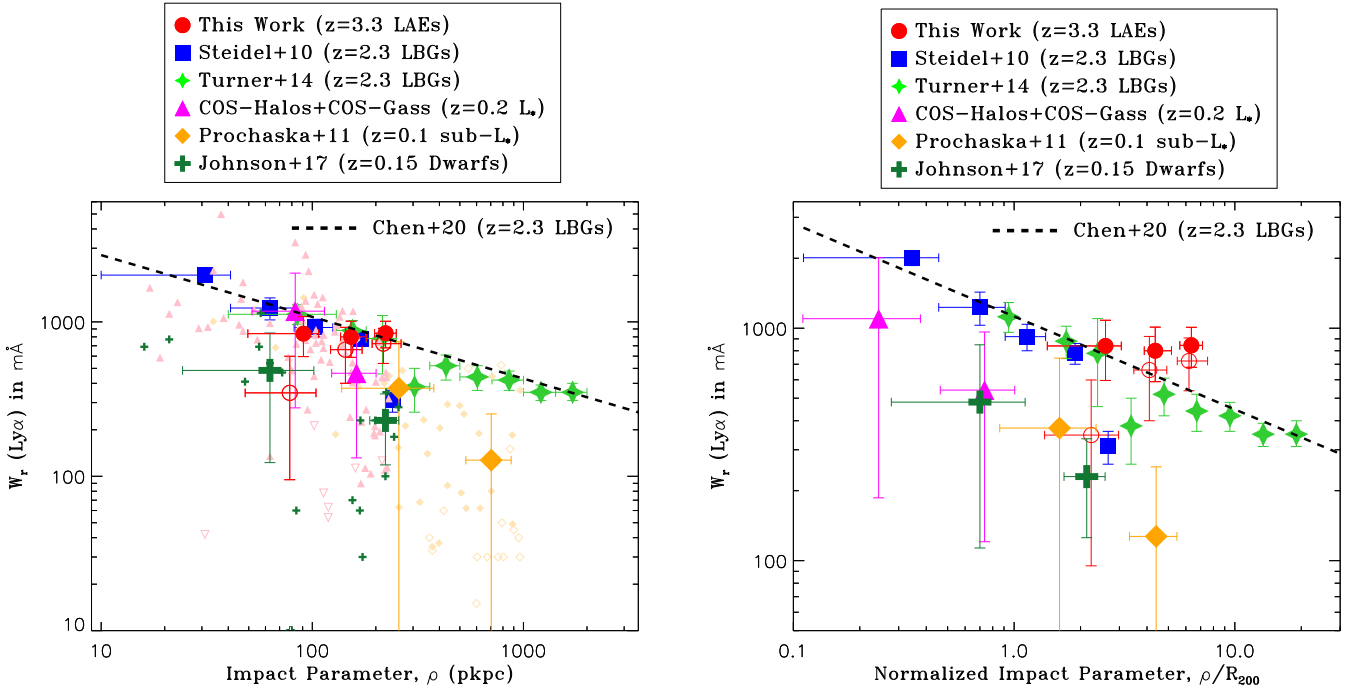 This Work (z=3.3 LAEs)
Steidel+10 (z=2.3 LBGs)
Turner+14 (z=2.3 LBGs)
COS-Halos+COS-Gass (z=0.2 L*)
Prochaska+11 (z=0.1 sub-L*)
Johnson+17 (z=0.15 Dwarfs)
Chen+20 (z=2.3 LBGs)
Wr (Lyα) in mÅ
1000
100
10
10
100
1000
Impact Parameter, ρ (pkpc)
This Work (z=3.3 LAEs)
Steidel+10 (z=2.3 LBGs)
Turner+14 (z=2.3 LBGs)
COS-Halos+COS-Gass (z=0.2 L*)
Prochaska+11 (z=0.1 sub-L*)
Johnson+17 (z=0.15 Dwarfs)
Chen+20 (z=2.3 LBGs)
Wr (Lyα) in mÅ
1000
100
0.1
1.0
10.0
Normalized Impact Parameter, ρ/R200